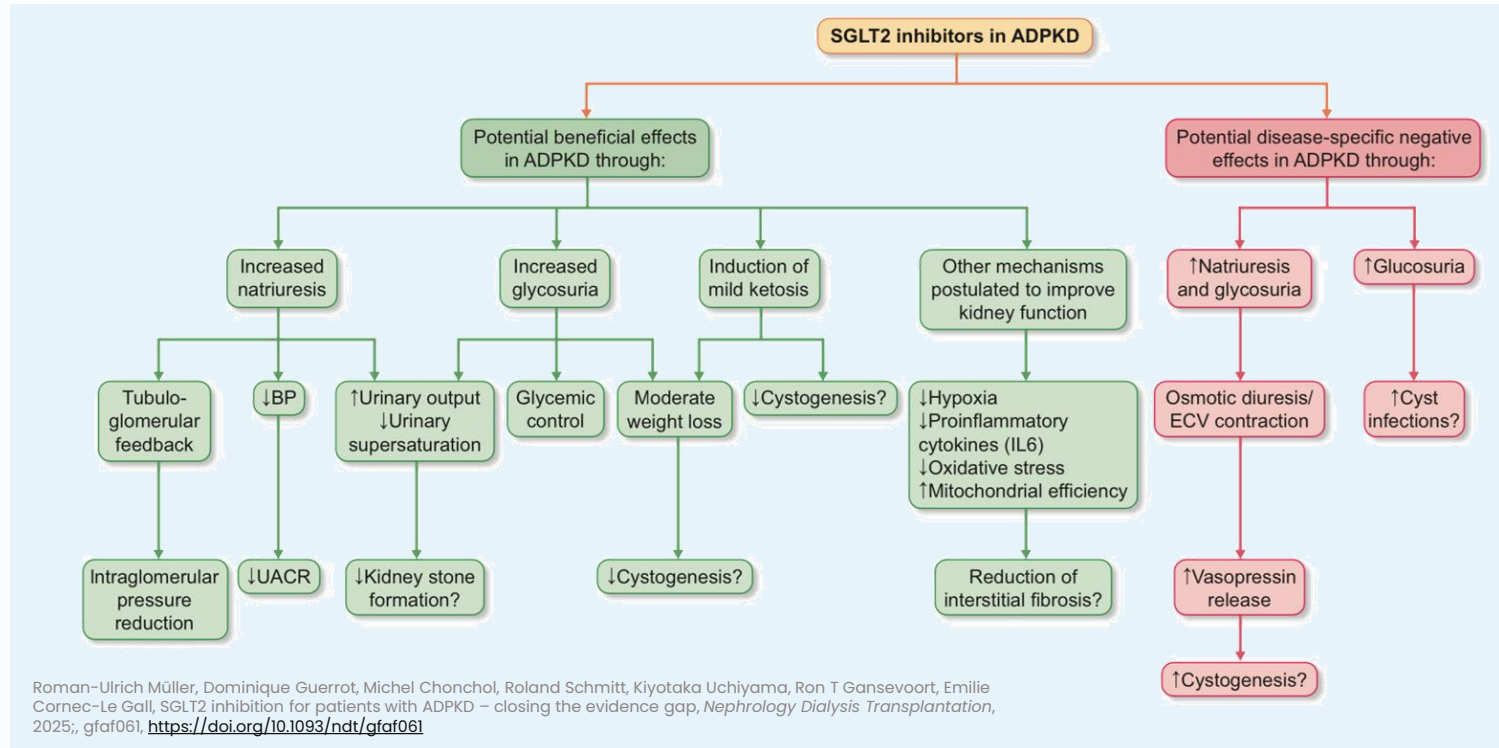 SGLT2 inhibitors in ADPKD
Potential beneficial effects
in ADPKD through:
Potential disease-specific negative
effects in ADPKD through:
Increased
natriuresis
Increased
glycosuria
Induction of
mild ketosis
Other mechanisms
postulated to improve
kidney function
↑Natriuresis
and glycosuria
↑Glucosuria
Tubulo-
glomerular
feedback
↓BP
↑Urinary output
↓Urinary
supersaturation
Glycemic
control
Moderate
weight loss
↓Cystogenesis?
↓Hypoxia
↓Proinflammatory
cytokines (IL6)
↓Oxidative stress
↑Mitochondrial efficiency
Osmotic diuresis/
ECV contraction
↑Cyst
infections?
Intraglomerular
pressure
reduction
↓UACR
↓Kidney stone
formation?
↓Cystogenesis?
Reduction of
interstitial fibrosis?
↑Vasopressin
release
↑Cystogenesis?
Roman-Ulrich Müller, Dominique Guerrot, Michel Chonchol, Roland Schmitt, Kiyotaka Uchiyama, Ron T Gansevoort, Emilie
Cornec-Le Gall, SGLT2 inhibition for patients with ADPKD – closing the evidence gap, Nephrology Dialysis Transplantation,
2025;, gfaf061, https://doi.org/10.1093/ndt/gfaf061